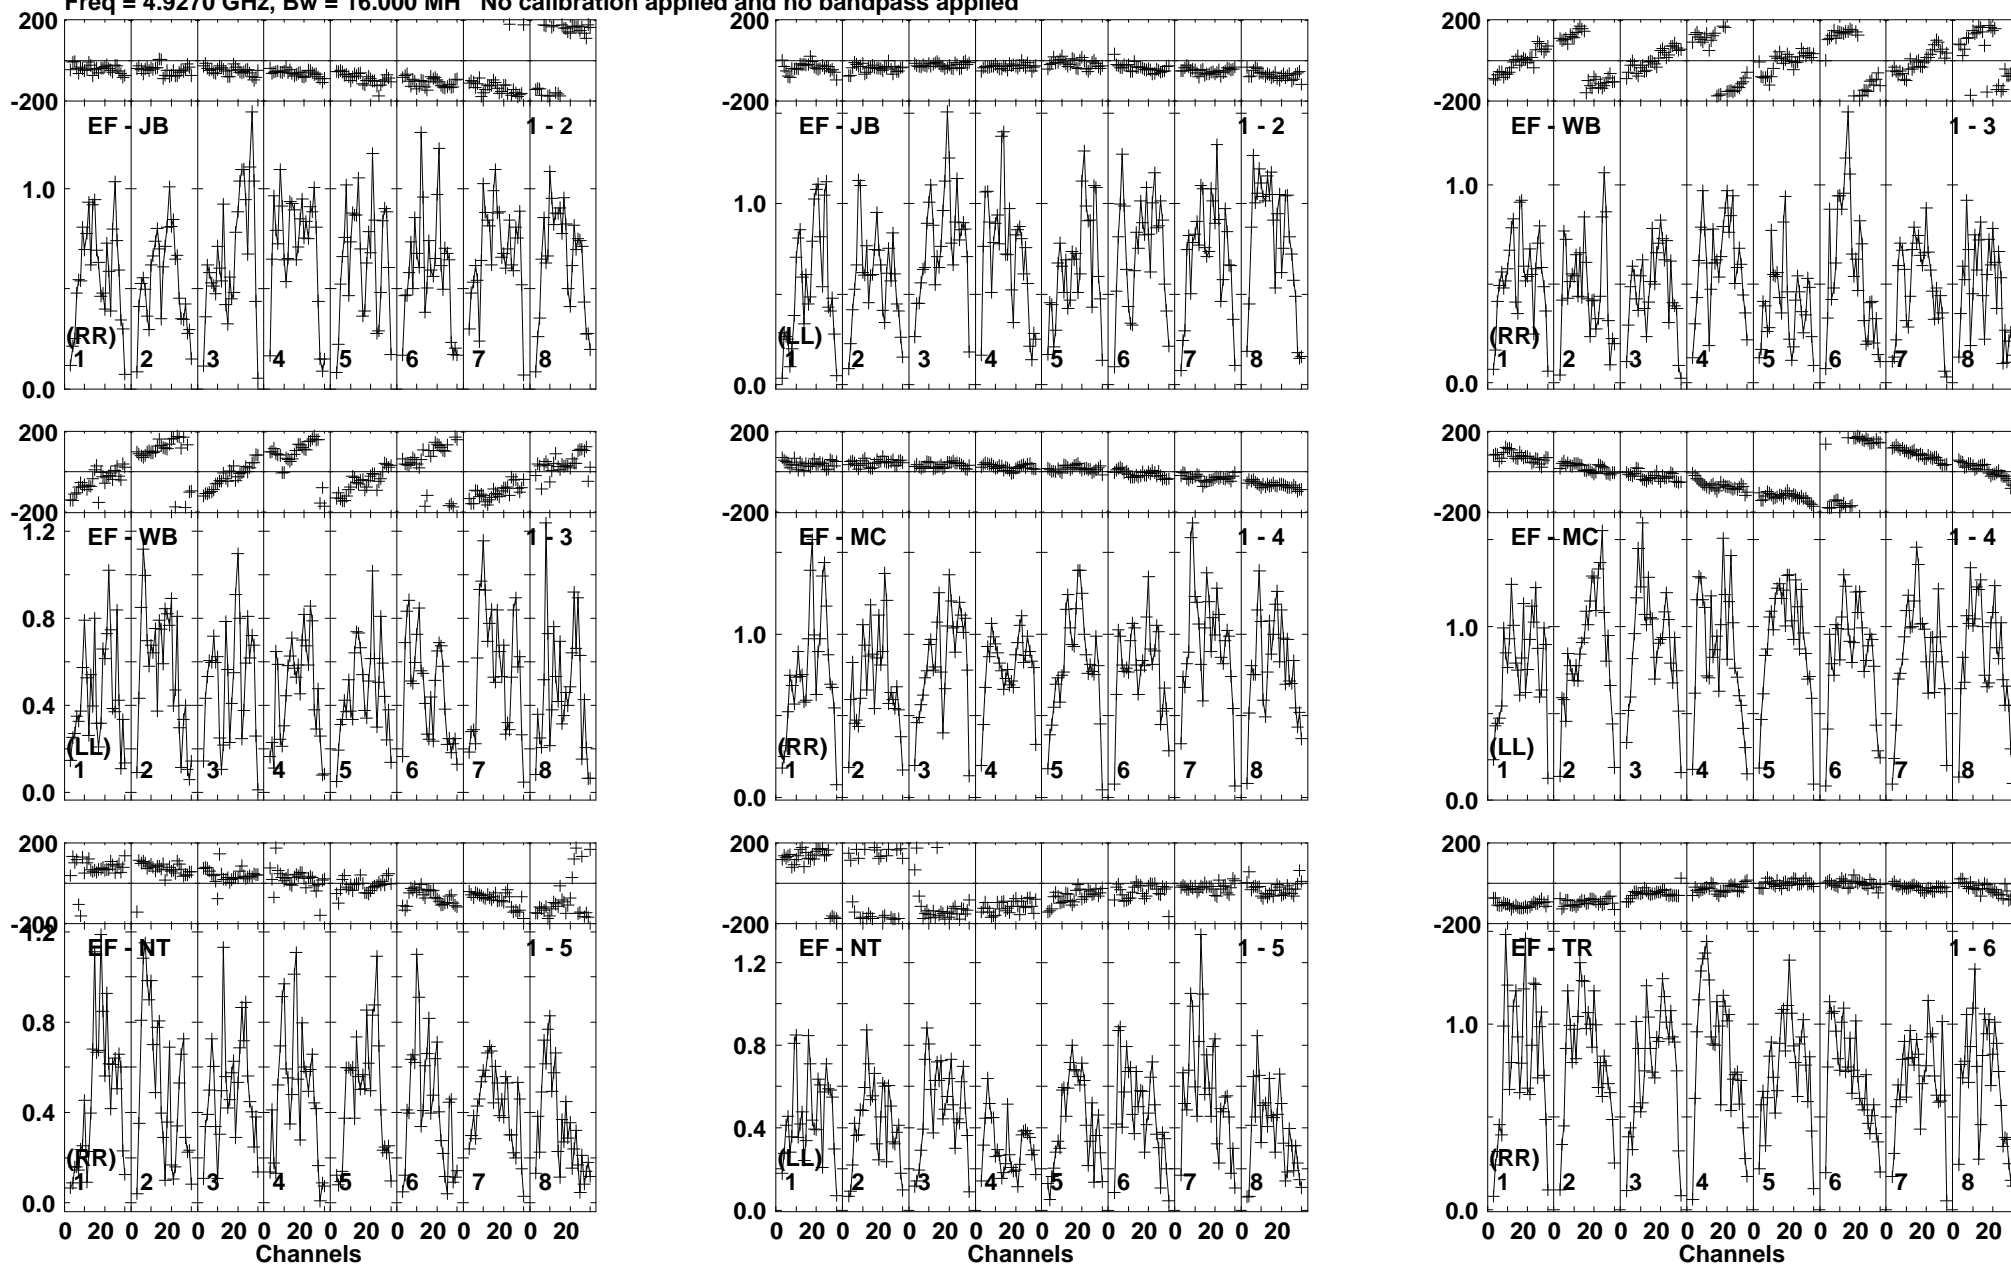 Freq = 4.9270 GHz, Bw = 16.000 MH No calibration applied and no bandpass applied
200 200 200
-200 -200 -200
EF - JB 1 - 2 EF - JB 1 - 2 EF - WB 1 - 3
1.0 1.0 1.0
(RR) (LL) (RR)
1 2 3 4 5 6 7 8 1 2 3 4 5 6 7 8 1 2 3 4 5 6 7 8
0.0 0.0 0.0
200 200 200
-200 -200 -200
1.2 EF - WB 1 - 3 EF - MC 1 - 4 EF - MC 1 - 4
0.8 1.0 1.0
0.4
(LL) (RR) (LL)
1 2 3 4 5 6 7 8 1 2 3 4 5 6 7 8 1 2 3 4 5 6 7 8
0.0 0.0 0.0
200 200 200
-200 -200 -200
1.2 EF - NT 1 - 5 EF - NT 1 - 5 EF - TR 1 - 6
1.2
0.8 0.8 1.0
0.4 0.4
(RR) (LL) (RR)
1 2 3 4 5 6 7 8 1 2 3 4 5 6 7 8 1 2 3 4 5 6 7 8
0.0 0.0 0.0
0 20 0 20 0 20 0 20 0 20 0 20 0 20 0 20 0 20 0 20 0 20 0 20 0 20 0 20 0 20 0 20 0 20 0 20 0 20 0 20 0 20 0 20 0 20 0 20
Channels Channels Channels